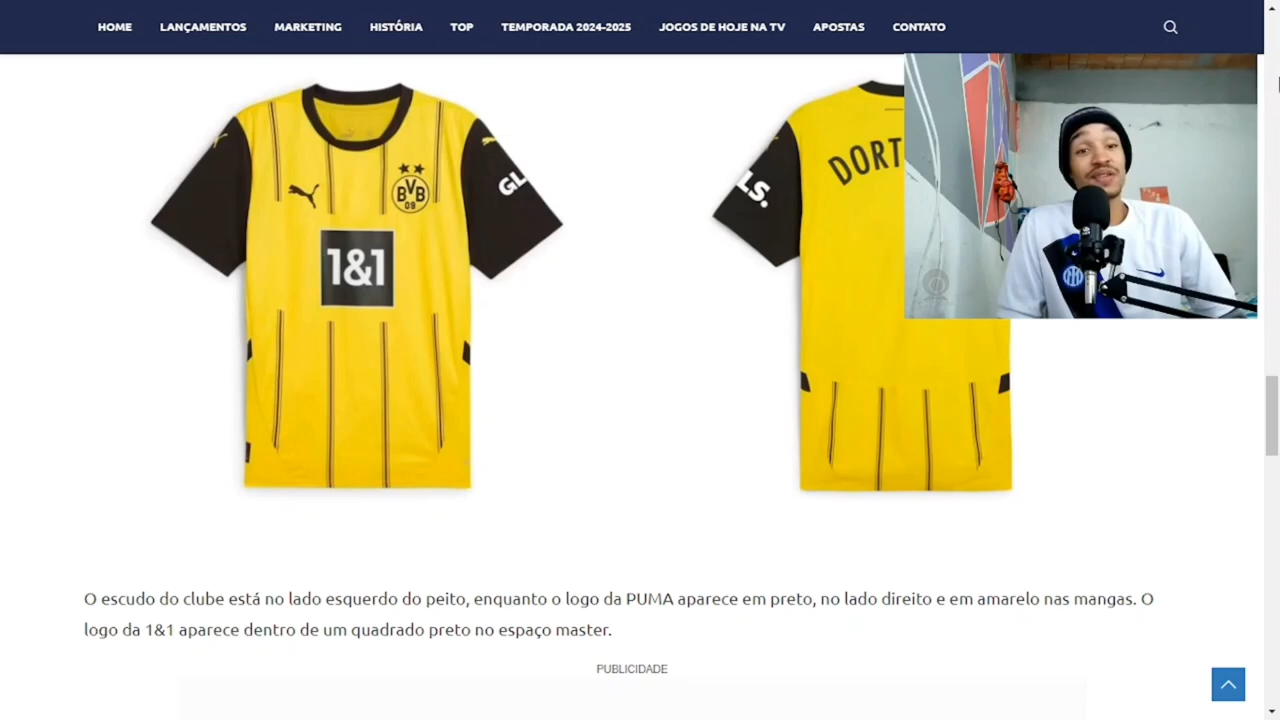 HOME LANÇAMENTOS MARKETING HISTÓRIA TOP TEMPORADA 2024-2025 JOGOS DE HOJE NA TV APOSTAS CONTATO
DORT
GL
LS.
BVB
09
1&1
O escudo do clube está no lado esquerdo do peito, enquanto o logo da PUMA aparece em preto, no lado direito e em amarelo nas mangas. O
logo da 1&1 aparece dentro de um quadrado preto no espaço master.
PUBLICIDADE